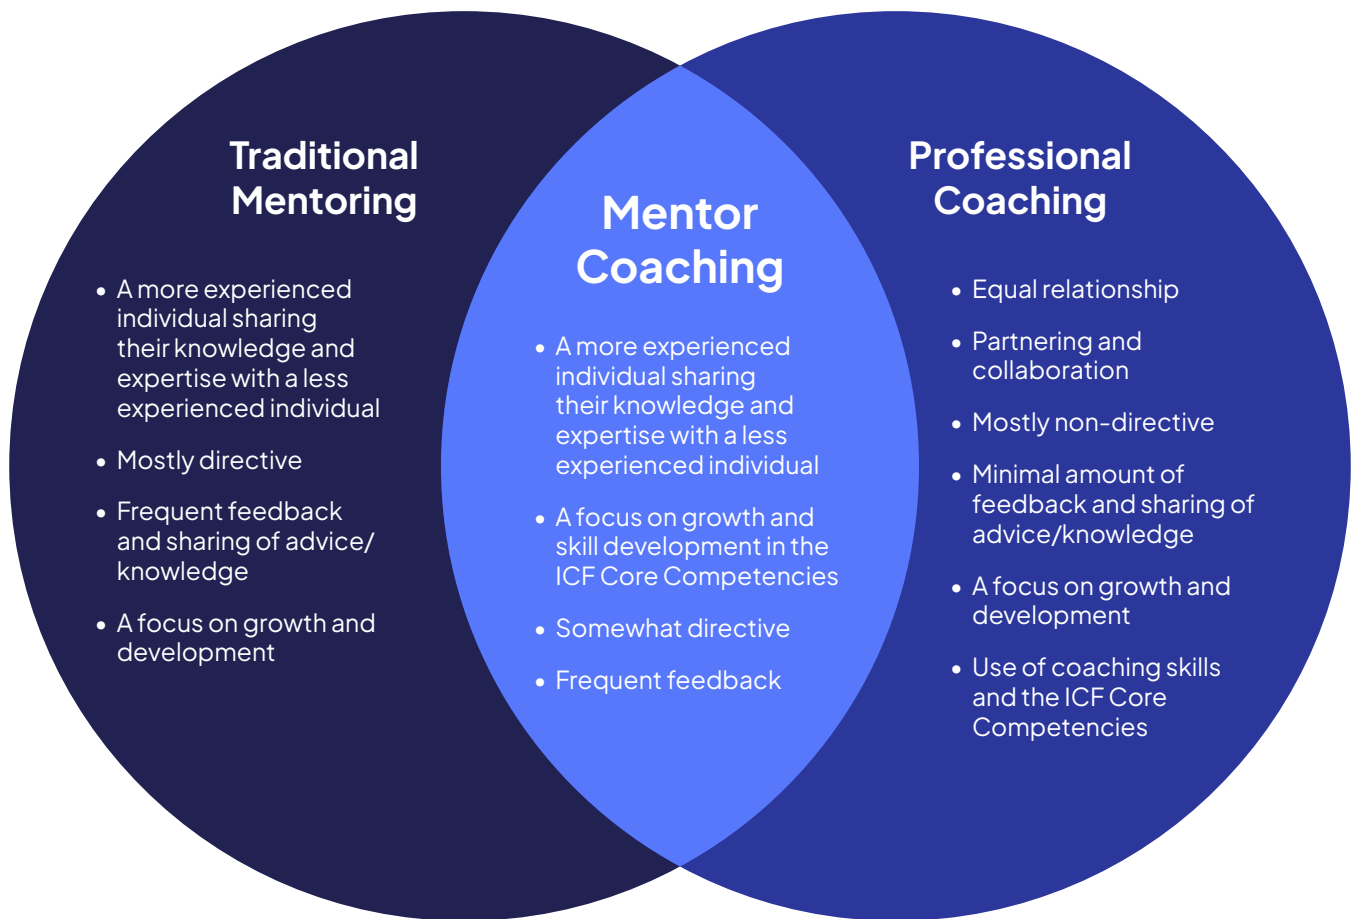 Traditional
Mentoring
• A more experienced
individual sharing
their knowledge and
expertise with a less
experienced individual
• Mostly directive
• Frequent feedback
and sharing of advice/
knowledge
• A focus on growth and
development
Mentor
Coaching
• A more experienced
individual sharing
their knowledge and
expertise with a less
experienced individual
• A focus on growth and
skill development in the
ICF Core Competencies
• Somewhat directive
• Frequent feedback
Professional
Coaching
• Equal relationship
• Partnering and
collaboration
• Mostly non-directive
• Minimal amount of
feedback and sharing of
advice/knowledge
• A focus on growth and
development
• Use of coaching skills
and the ICF Core
Competencies